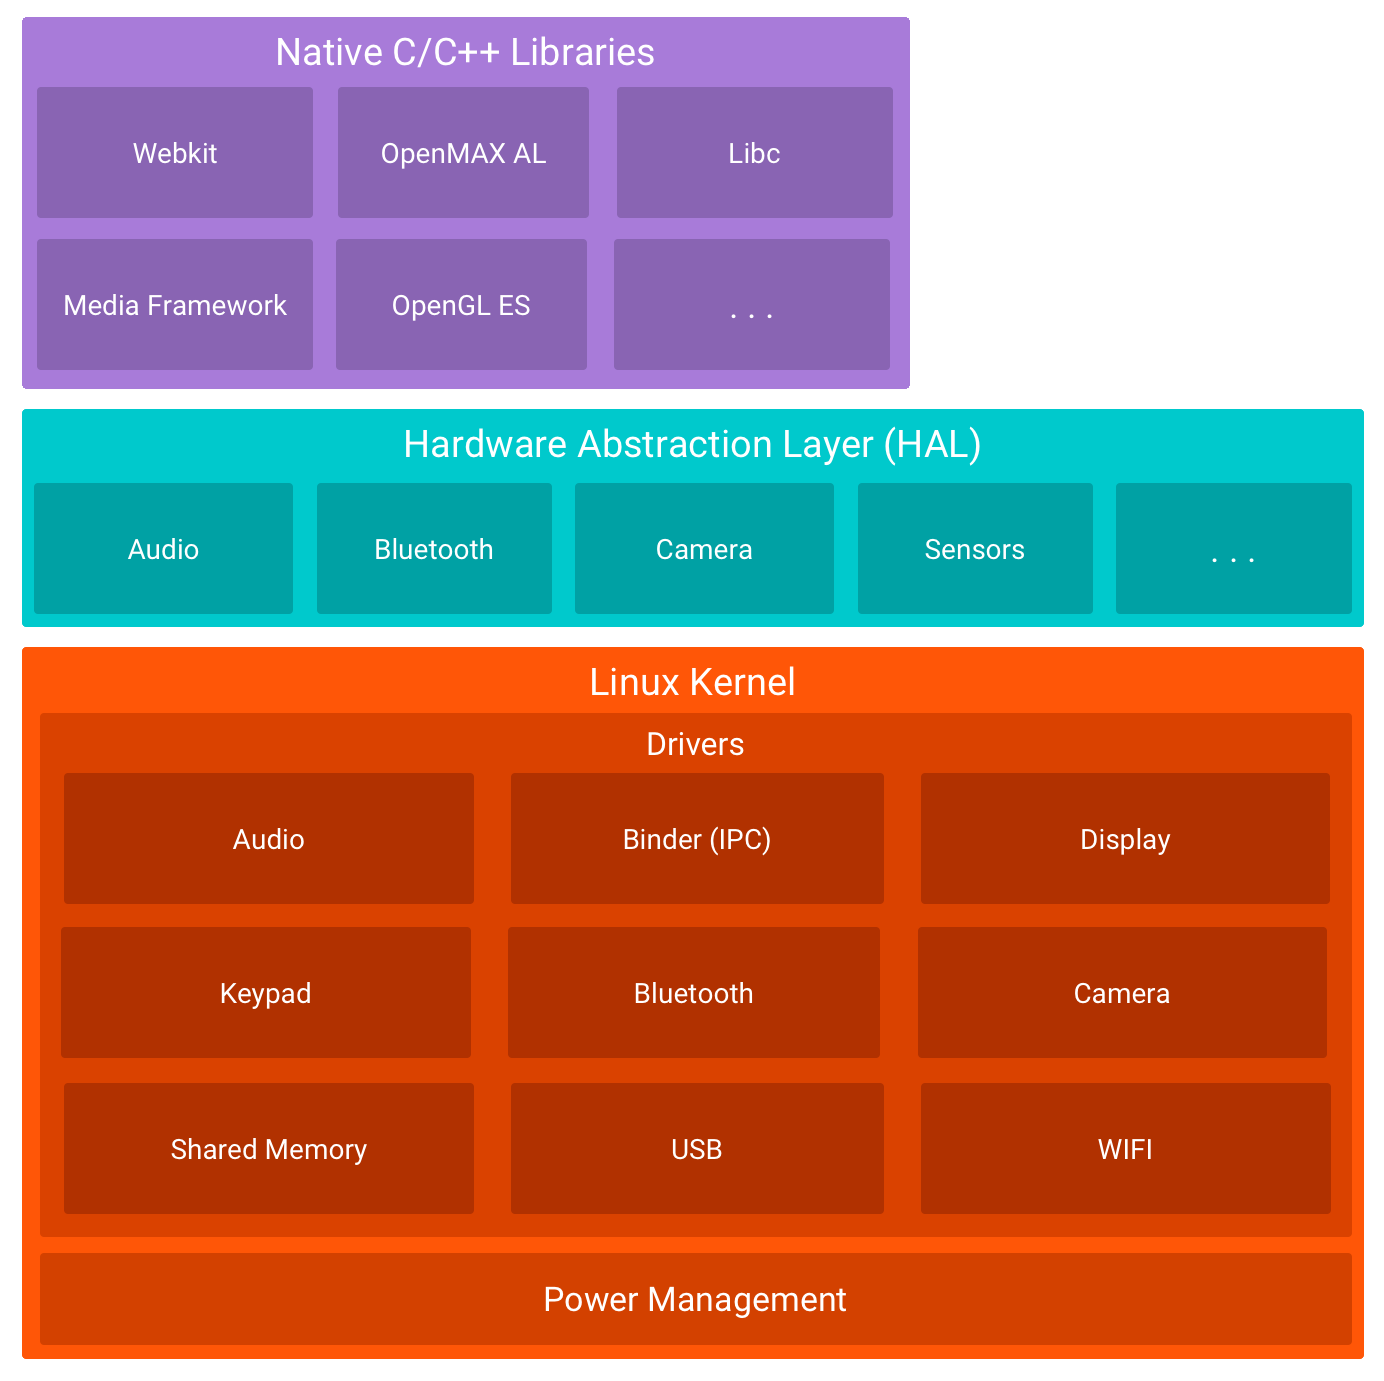 Native C/C++ Libraries
Webkit
OpenMAX AL
Libc
Media Framework
OpenGL ES
. . .
Hardware Abstraction Layer (HAL)
Audio
Bluetooth
Camera
Sensors
. . .
Linux Kernel
Drivers
Audio
Binder (IPC)
Display
Keypad
Bluetooth
Camera
Shared Memory
USB
WIFI
Power Management